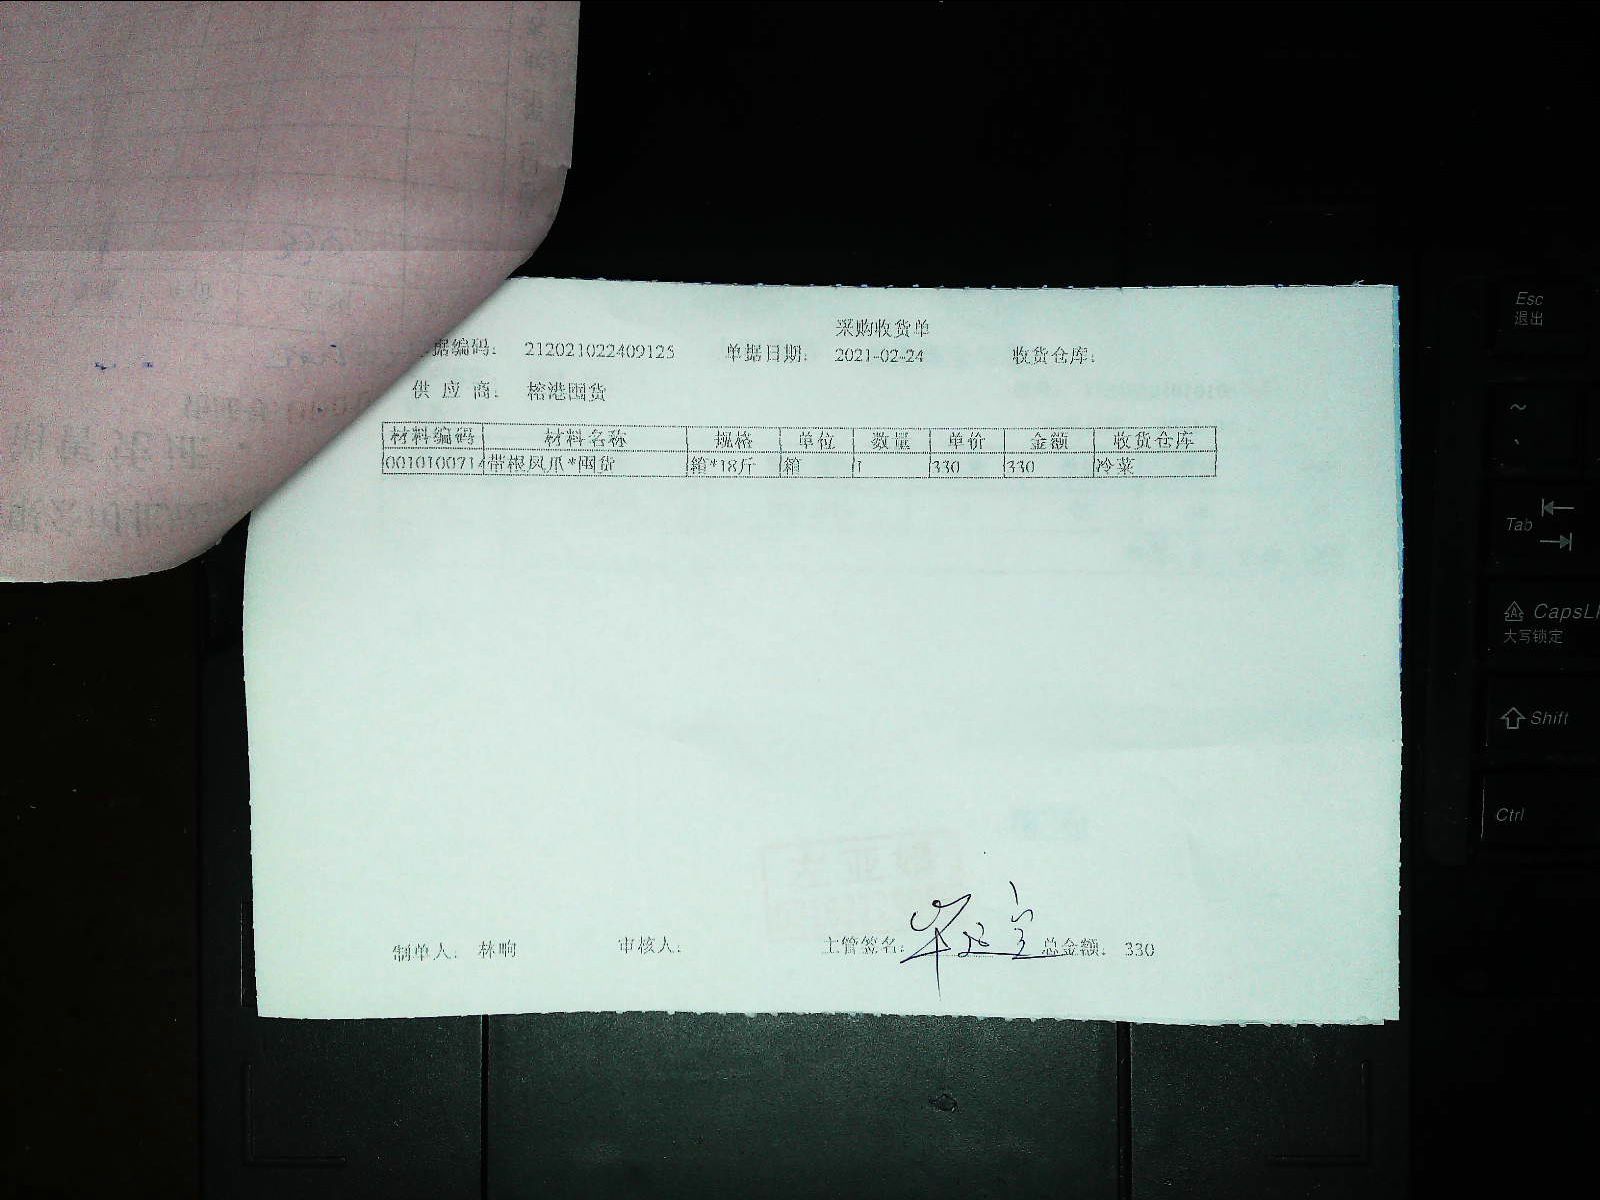 采购收货单
据编码： 212021022409125 单据日期： 2021-02-24 收货仓库：
供 应 商： 榕港囤货
材料编码 材料名称 规格 单位 数量 单价 金额 收货仓库
0010100714 带根凤爪*囤货 箱*18斤 箱 1 330 330 冷菜
制单人： 林晌 审核人： 主管签名： 总金额： 330
Esc
退出
~
Tab
CapsL
大写锁定
Shift
Ctrl